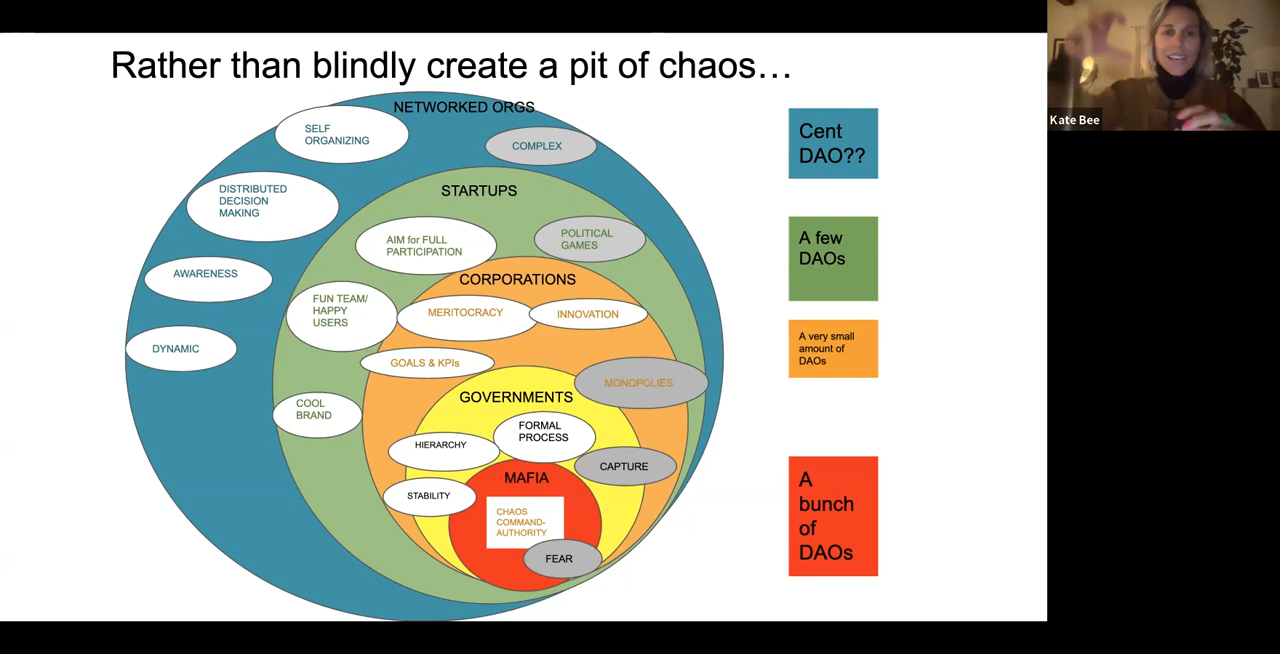 Rather than blindly create a pit of chaos…
Kate Bee
NETWORKED ORGS
SELF
ORGANIZING
COMPLEX
DISTRIBUTED
DECISION
MAKING
AWARENESS
DYNAMIC
STARTUPS
AIM for FULL
PARTICIPATION
POLITICAL
GAMES
FUN TEAM/
HAPPY
USERS
COOL
BRAND
CORPORATIONS
MERITOCRACY
INNOVATION
GOALS & KPIs
MONOPOLIES
GOVERNMENTS
FORMAL
PROCESS
HIERARCHY
CAPTURE
STABILITY
MAFIA
CHAOS
COMMAND-
AUTHORITY
FEAR
Cent
DAO??
A few
DAOs
A very small
amount of
DAOs
A
bunch
of
DAOs